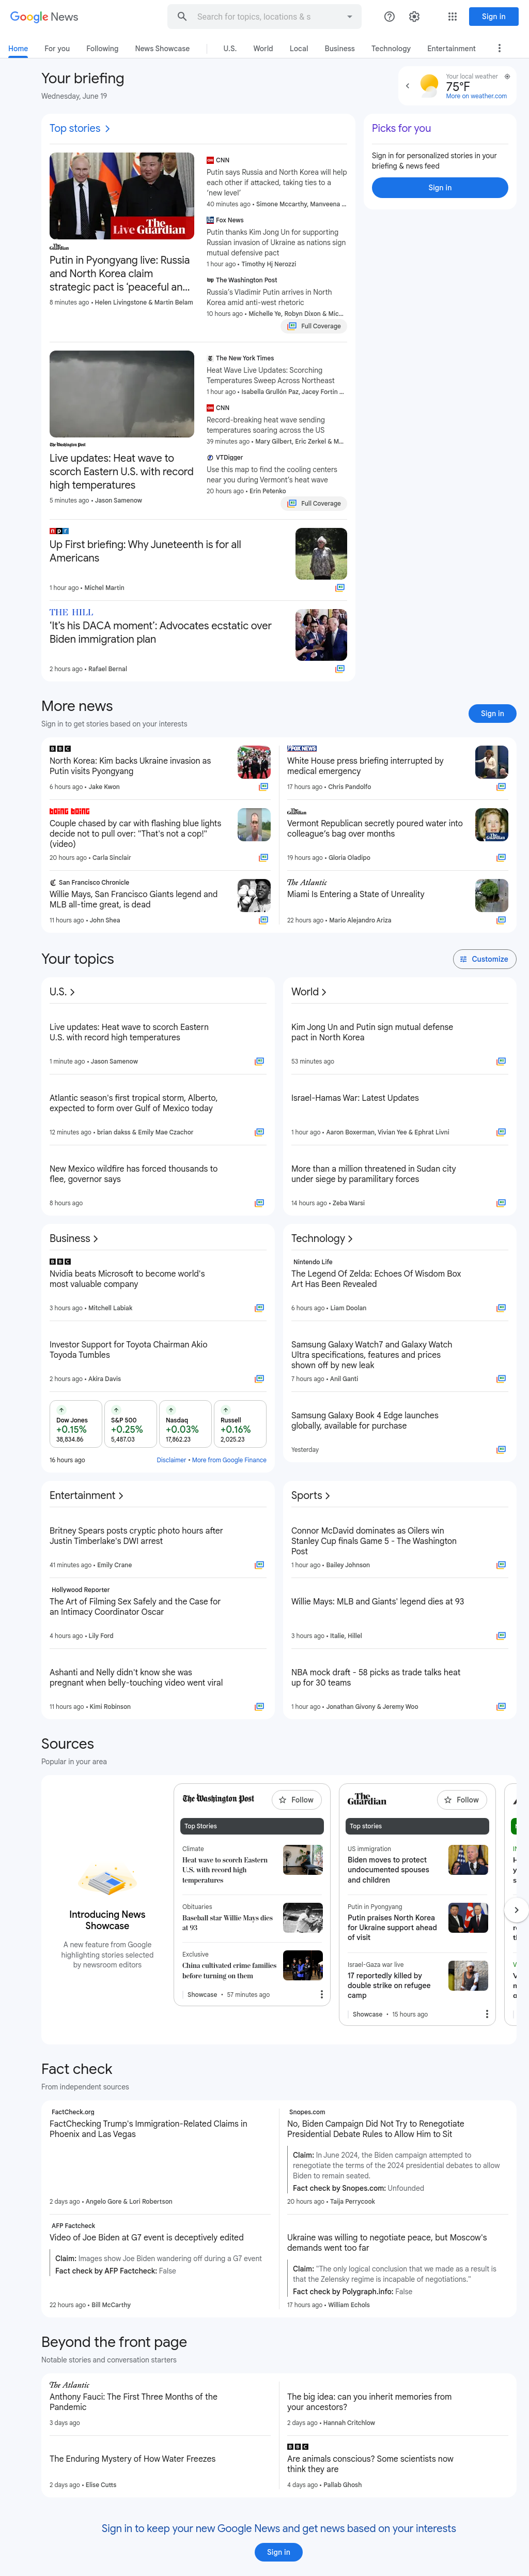 Google News
Search for topics, locations & s
Sign in
Home
For you
Following
News Showcase
U.S.
World
Local
Business
Technology
Entertainment
Your briefing
Wednesday, June 19
Your local weather
75°F
More on weather.com
Top stories
Live
The Guardian
The Guardian
Putin in Pyongyang live: Russia
and North Korea claim
strategic pact is 'peaceful an...
8 minutes ago • Helen Livingstone & Martin Belam
CNN
Putin says Russia and North Korea will help
each other if attacked, taking ties to a
'new level'
40 minutes ago • Simone Mccarthy, Manveena ...
Fox News
Putin thanks Kim Jong Un for supporting
Russian invasion of Ukraine as nations sign
mutual defensive pact
1 hour ago • Timothy Hj Nerozzi
The Washington Post
Russia's Vladimir Putin arrives in North
Korea amid anti-west rhetoric
10 hours ago • Michelle Ye, Robyn Dixon & Mic...
Full Coverage
Picks for you
Sign in for personalized stories in your
briefing & news feed
Sign in
The Washington Post
Live updates: Heat wave to
scorch Eastern U.S. with record
high temperatures
5 minutes ago • Jason Samenow
The New York Times
Heat Wave Live Updates: Scorching
Temperatures Sweep Across Northeast
1 hour ago • Isabella Grullón Paz, Jacey Fortin ...
CNN
Record-breaking heat wave sending
temperatures soaring across the US
39 minutes ago • Mary Gilbert, Eric Zerkel & M...
VTDigger
Use this map to find the cooling centers
near you during Vermont's heat wave
20 hours ago • Erin Petenko
Full Coverage
npr
Up First briefing: Why Juneteenth is for all
Americans
1 hour ago • Michel Martin
THE HILL
'It's his DACA moment': Advocates ecstatic over
Biden immigration plan
2 hours ago • Rafael Bernal
More news
Sign in to get stories based on your interests
Sign in
BBC
North Korea: Kim backs Ukraine invasion as
Putin visits Pyongyang
6 hours ago • Jake Kwon
FOX NEWS
White House press briefing interrupted by
medical emergency
17 hours ago • Chris Pandolfo
bOING bOING
Couple chased by car with flashing blue lights
decide not to pull over: "That's not a cop!"
(video)
20 hours ago • Carla Sinclair
The Guardian
Vermont Republican secretly poured water into
colleague's bag over months
19 hours ago • Gloria Oladipo
San Francisco Chronicle
Willie Mays, San Francisco Giants legend and
MLB all-time great, is dead
11 hours ago • John Shea
The Atlantic
Miami Is Entering a State of Unreality
22 hours ago • Mario Alejandro Ariza
Your topics
Customize
U.S.
Live updates: Heat wave to scorch Eastern
U.S. with record high temperatures
1 minute ago • Jason Samenow
Atlantic season's first tropical storm, Alberto,
expected to form over Gulf of Mexico today
12 minutes ago • brian dakss & Emily Mae Czachor
New Mexico wildfire has forced thousands to
flee, governor says
8 hours ago
World
Kim Jong Un and Putin sign mutual defense
pact in North Korea
53 minutes ago
Israel-Hamas War: Latest Updates
1 hour ago • Aaron Boxerman, Vivian Yee & Ephrat Livni
More than a million threatened in Sudan city
under siege by paramilitary forces
14 hours ago • Zeba Warsi
Business
BBC
Nvidia beats Microsoft to become world's
most valuable company
3 hours ago • Mitchell Labiak
Investor Support for Toyota Chairman Akio
Toyoda Tumbles
2 hours ago • Akira Davis
Dow Jones
+0.15%
38,834.86
S&P 500
+0.25%
5,487.03
Nasdaq
+0.03%
17,862.23
Russell
+0.16%
2,025.23
16 hours ago
Disclaimer • More from Google Finance
Technology
Nintendo Life
The Legend Of Zelda: Echoes Of Wisdom Box
Art Has Been Revealed
6 hours ago • Liam Doolan
Samsung Galaxy Watch7 and Galaxy Watch
Ultra specifications, features and prices
shown off by new leak
7 hours ago • Anil Ganti
Samsung Galaxy Book 4 Edge launches
globally, available for purchase
Yesterday
Entertainment
Britney Spears posts cryptic photo hours after
Justin Timberlake's DWI arrest
41 minutes ago • Emily Crane
Hollywood Reporter
The Art of Filming Sex Safely and the Case for
an Intimacy Coordinator Oscar
4 hours ago • Lily Ford
Ashanti and Nelly didn't know she was
pregnant when belly-touching video went viral
11 hours ago • Kimi Robinson
Sports
Connor McDavid dominates as Oilers win
Stanley Cup finals Game 5 - The Washington
Post
1 hour ago • Bailey Johnson
Willie Mays: MLB and Giants' legend dies at 93
3 hours ago • Italie, Hillel
NBA mock draft - 58 picks as trade talks heat
up for 30 teams
1 hour ago • Jonathan Givony & Jeremy Woo
Sources
Popular in your area
Introducing News
Showcase
A new feature from Google
highlighting stories selected
by newsroom editors
The Washington Post
Follow
Top Stories
Climate
Heat wave to scorch Eastern
U.S. with record high
temperatures
Obituaries
Baseball star Willie Mays dies
at 93
Exclusive
China cultivated crime families
before turning on them
Showcase • 57 minutes ago
The Guardian
Follow
Top stories
US immigration
Biden moves to protect
undocumented spouses
and children
Putin in Pyongyang
Putin praises North Korea
for Ukraine support ahead
of visit
Israel-Gaza war live
17 reportedly killed by
double strike on refugee
camp
Showcase • 15 hours ago
Fact check
From independent sources
FactCheck.org
FactChecking Trump's Immigration-Related Claims in
Phoenix and Las Vegas
2 days ago • Angelo Gore & Lori Robertson
Snopes.com
No, Biden Campaign Did Not Try to Renegotiate
Presidential Debate Rules to Allow Him to Sit
Claim: In June 2024, the Biden campaign attempted to
renegotiate the terms of the 2024 presidential debates to allow
Biden to remain seated.
Fact check by Snopes.com: Unfounded
20 hours ago • Taija Perrycook
AFP Factcheck
Video of Joe Biden at G7 event is deceptively edited
Claim: Images show Joe Biden wandering off during a G7 event
Fact check by AFP Factcheck: False
22 hours ago • Bill McCarthy
Ukraine was willing to negotiate peace, but Moscow's
demands went too far
Claim: "The only logical conclusion that we made as a result is
that the Zelensky regime is incapable of negotiations."
Fact check by Polygraph.info: False
17 hours ago • William Echols
Beyond the front page
Notable stories and conversation starters
The Atlantic
Anthony Fauci: The First Three Months of the
Pandemic
3 days ago
The big idea: can you inherit memories from
your ancestors?
2 days ago • Hannah Critchlow
The Enduring Mystery of How Water Freezes
2 days ago • Elise Cutts
BBC
Are animals conscious? Some scientists now
think they are
4 days ago • Pallab Ghosh
Sign in to keep your new Google News and get news based on your interests
Sign in